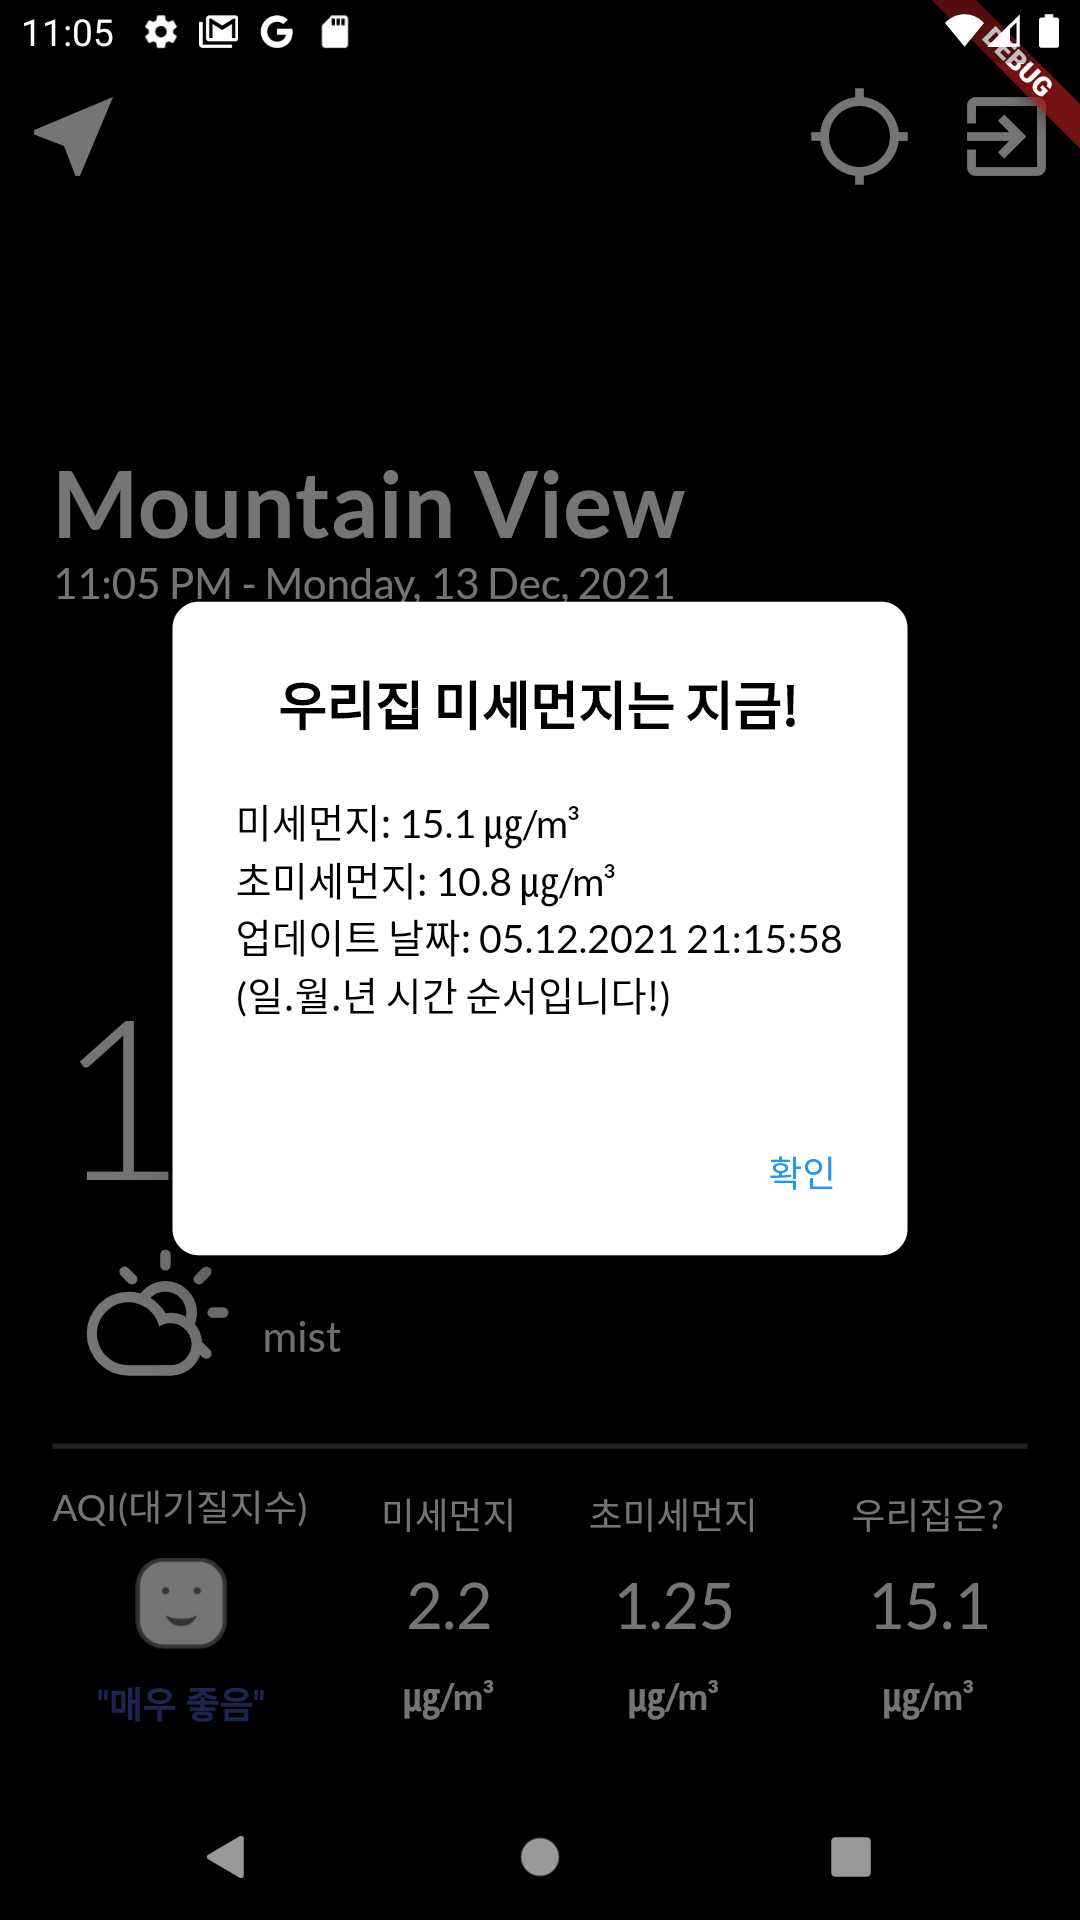 11:05
DEBUG
Mountain View
11:05 PM - Monday, 13 Dec, 2021
우리집 미세먼지는 지금!
미세먼지: 15.1 µg/m³
초미세먼지: 10.8 µg/m³
업데이트 날짜: 05.12.2021 21:15:58
(일.월.년 시간 순서입니다!)
확인
1
mist
AQI(대기질지수) 미세먼지 초미세먼지 우리집은?
2.2 1.25 15.1
"매우 좋음" µg/m³ µg/m³ µg/m³